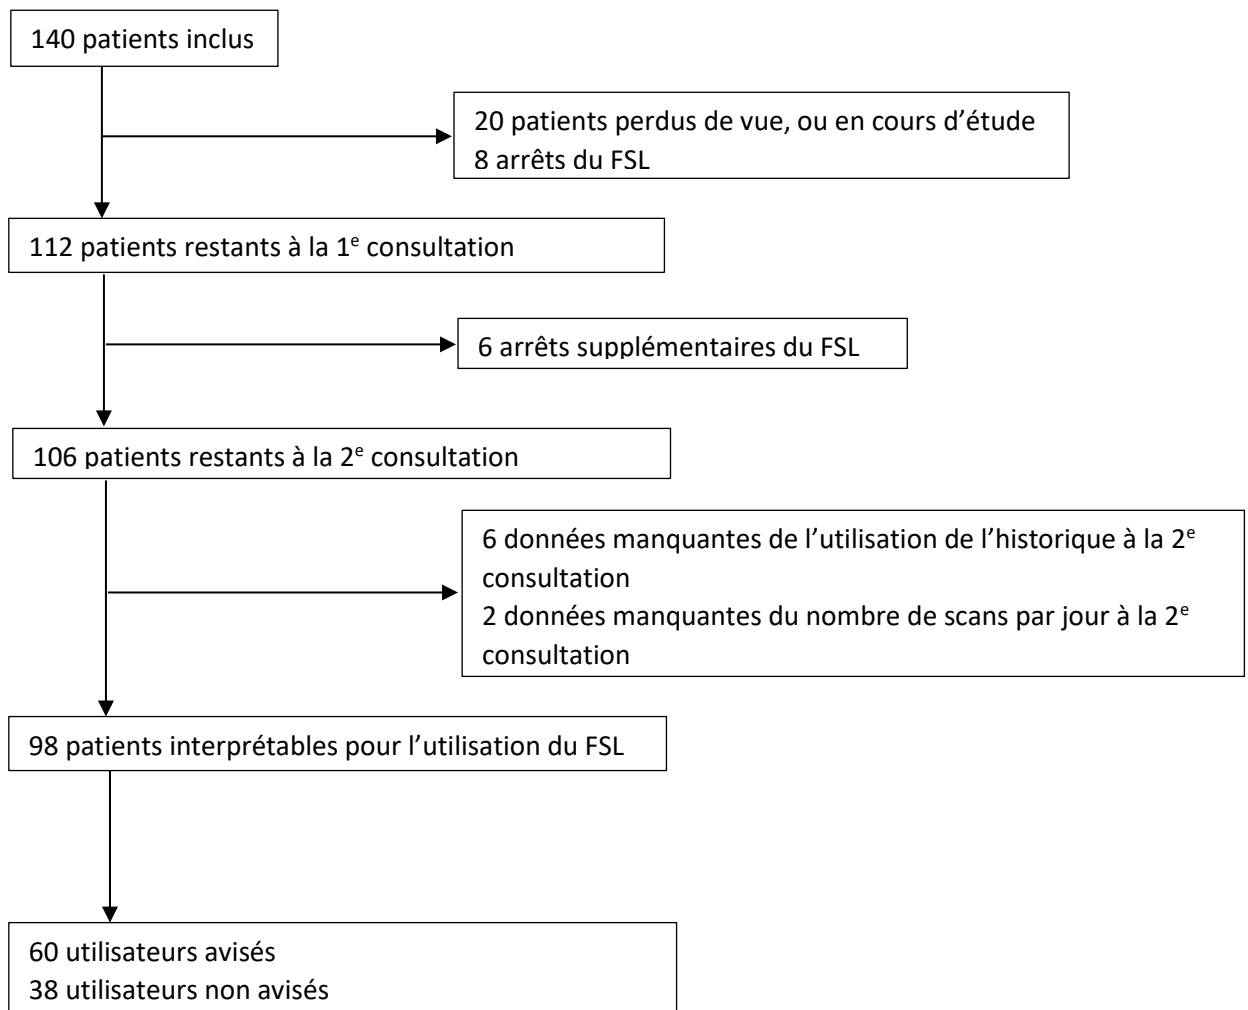 140 patients inclus
20 patients perdus de vue, ou en cours d'étude
8 arrêts du FSL
112 patients restants à la 1e consultation
6 arrêts supplémentaires du FSL
106 patients restants à la 2e consultation
6 données manquantes de l’utilisation de l’historique à la 2e
consultation
2 données manquantes du nombre de scans par jour à la 2e
consultation
98 patients interprétables pour l’utilisation du FSL
60 utilisateurs avisés
38 utilisateurs non avisés